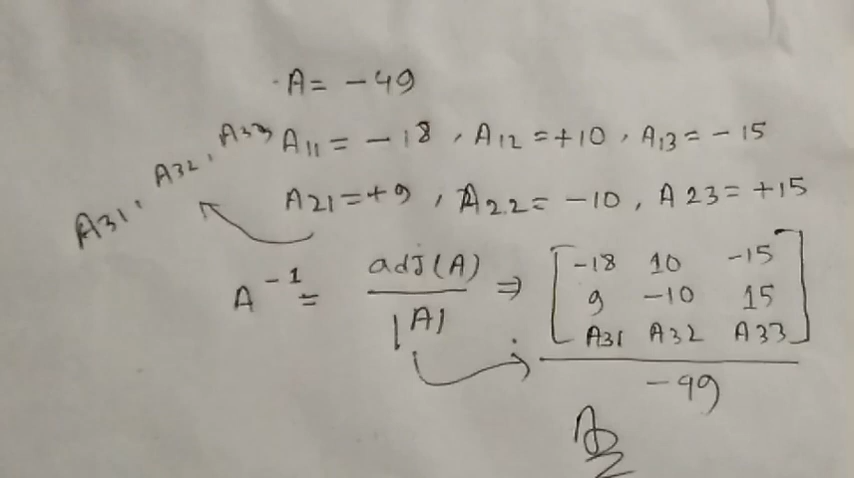 A = -49
A11 = -18, A12 = +10, A13 = -15
A31, A32, A33
A21 = +9, A22 = -10, A23 = +15
A^-1 = adj(A) / |A| ⇒ [-18 10 -15
9 -10 15
A31 A32 A33]
-49